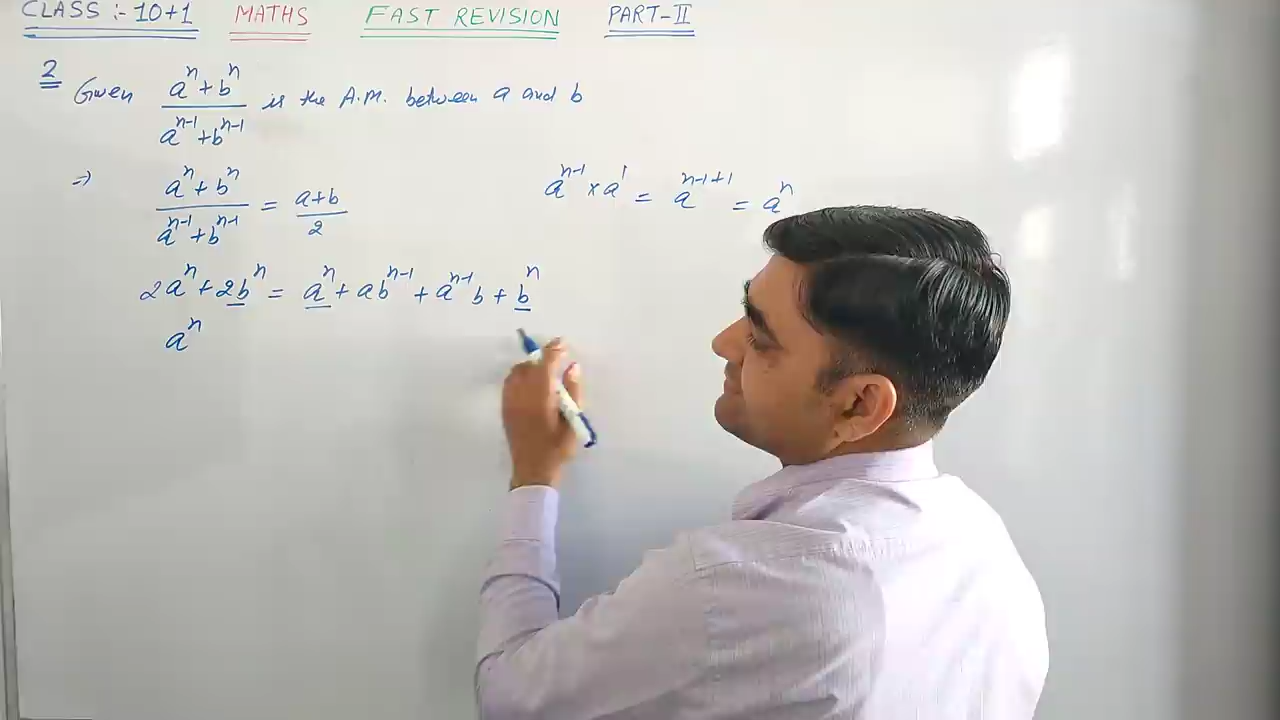 CLASS :- 10+1 MATHS FAST REVISION PART-II
2 Given (a^n + b^n)/(a^(n-1) + b^(n-1)) is the A.M. between a and b
⇒ (a^n + b^n)/(a^(n-1) + b^(n-1)) = (a+b)/2
a^(n-1) × a^1 = a^(n-1+1) = a^n
2a^n + 2b^n = a^n + ab^(n-1) + a^(n-1)b + b^n
a^n